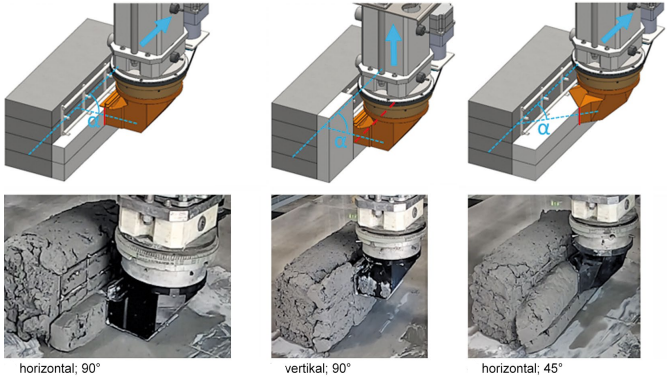 α
α
α
horizontal; 90°
vertikal; 90°
horizontal; 45°